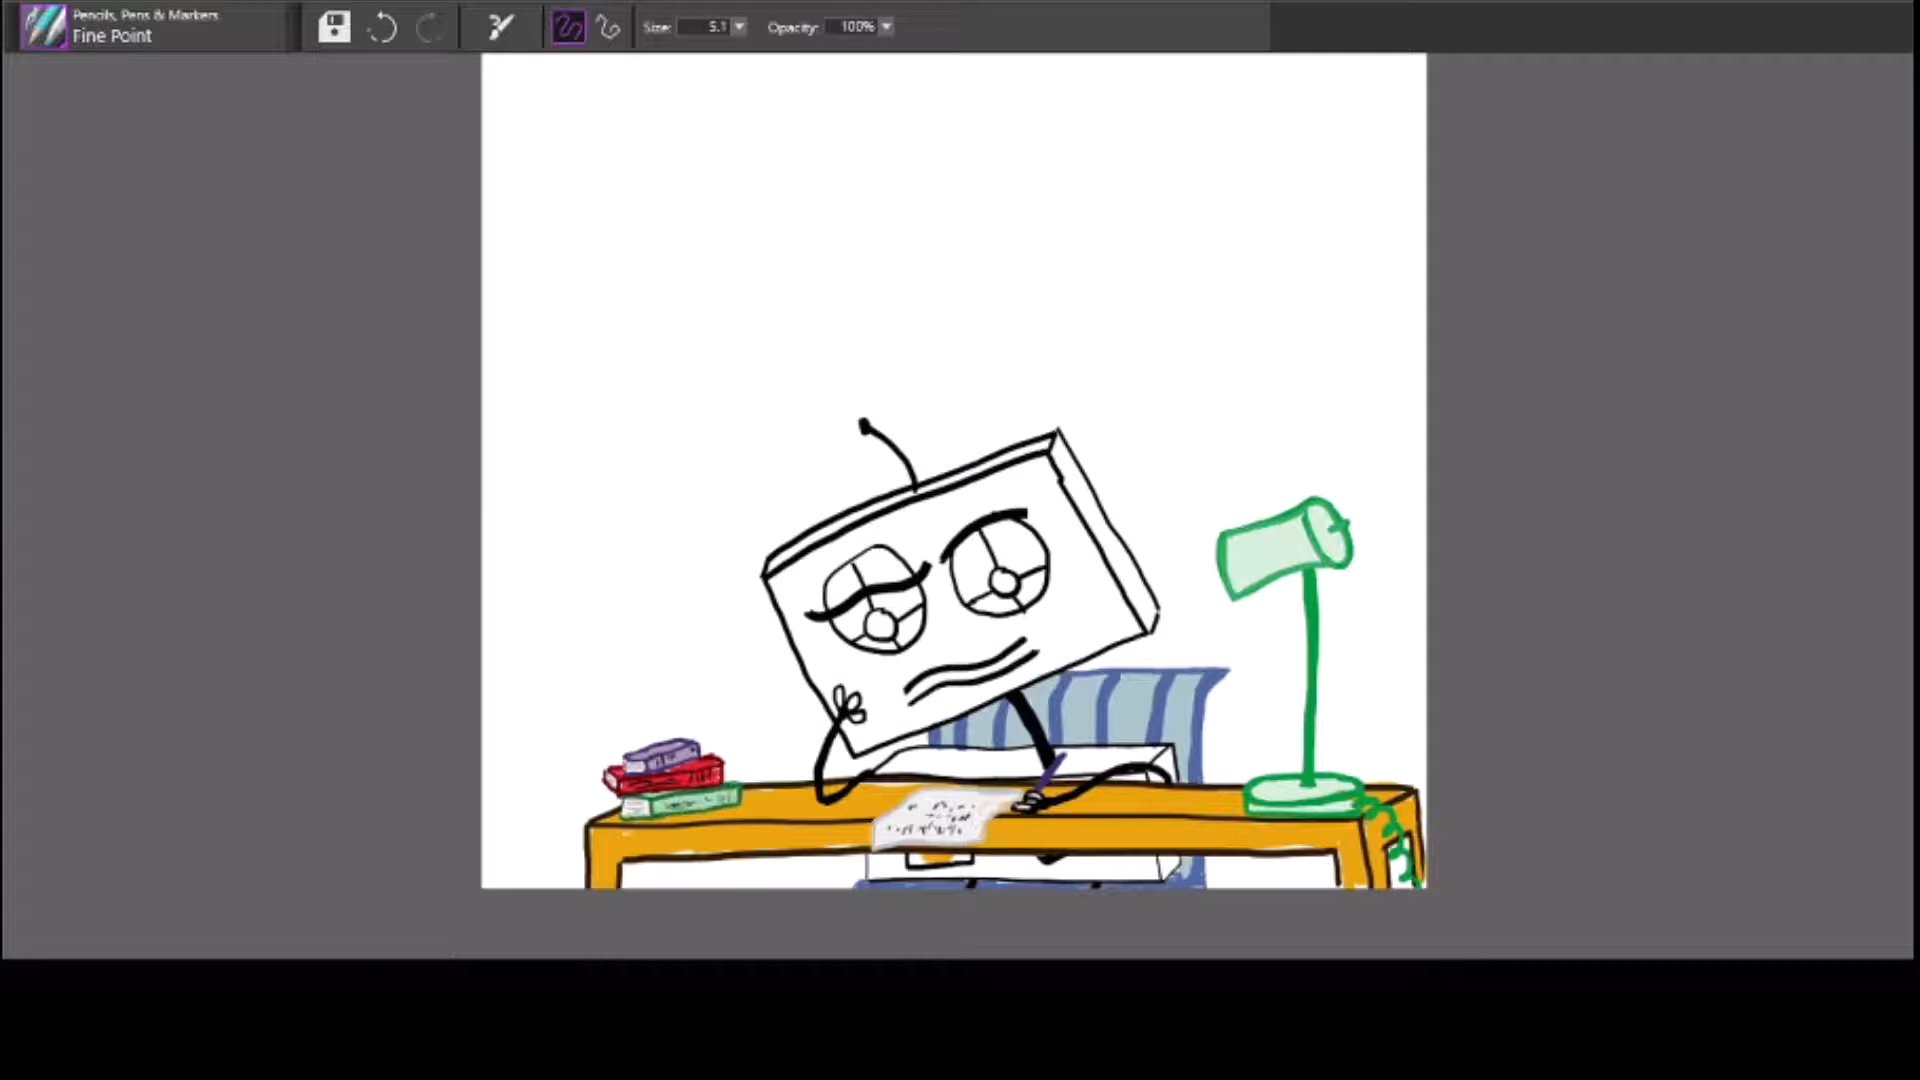 Pencils, Pens & Markers
Fine Point
Size: 5.1
Opacity: 100%